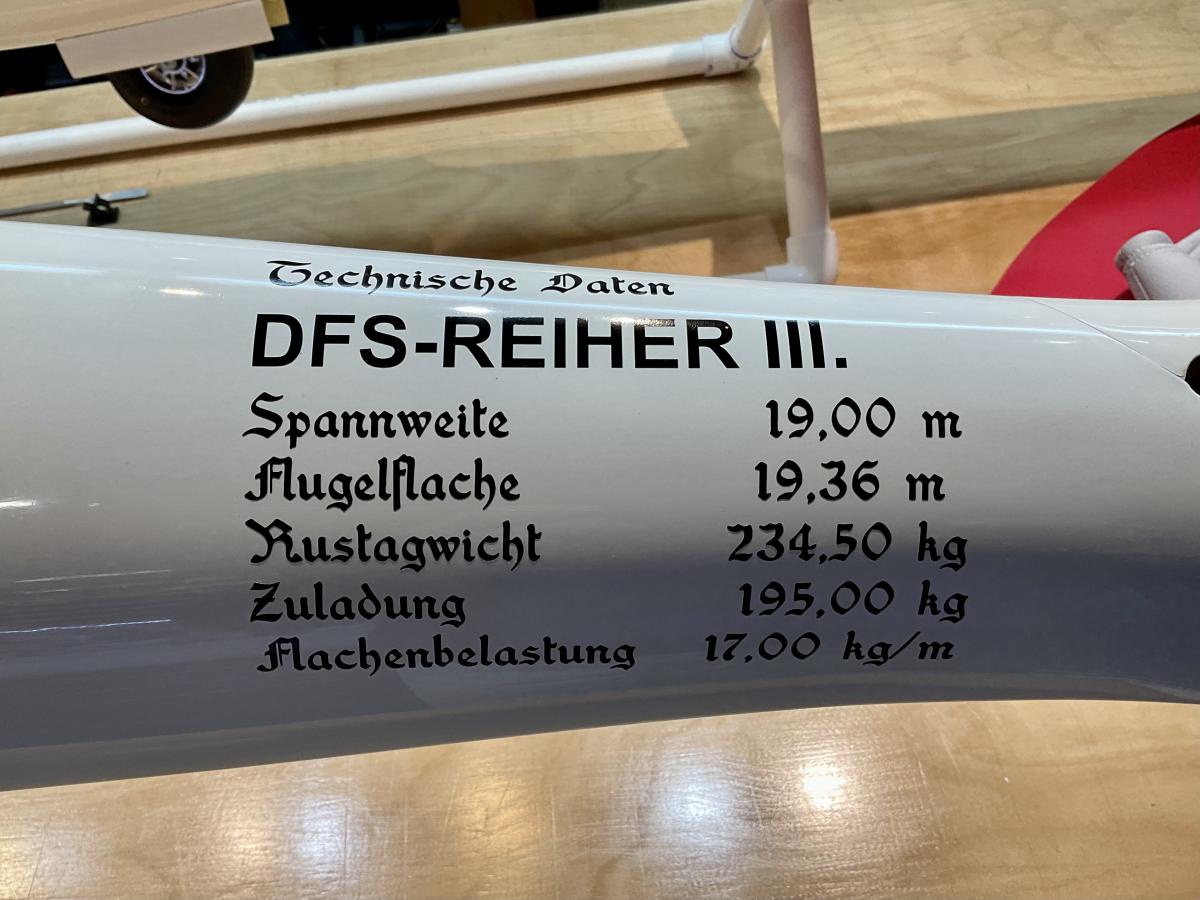 Technische Daten
DFS-REIHER III.
Spannweite 19,00 m
Flugelflache 19,36 m
Rustagwicht 234,50 kg
Zuladung 195,00 kg
Flachenbelastung 17,00 kg/m